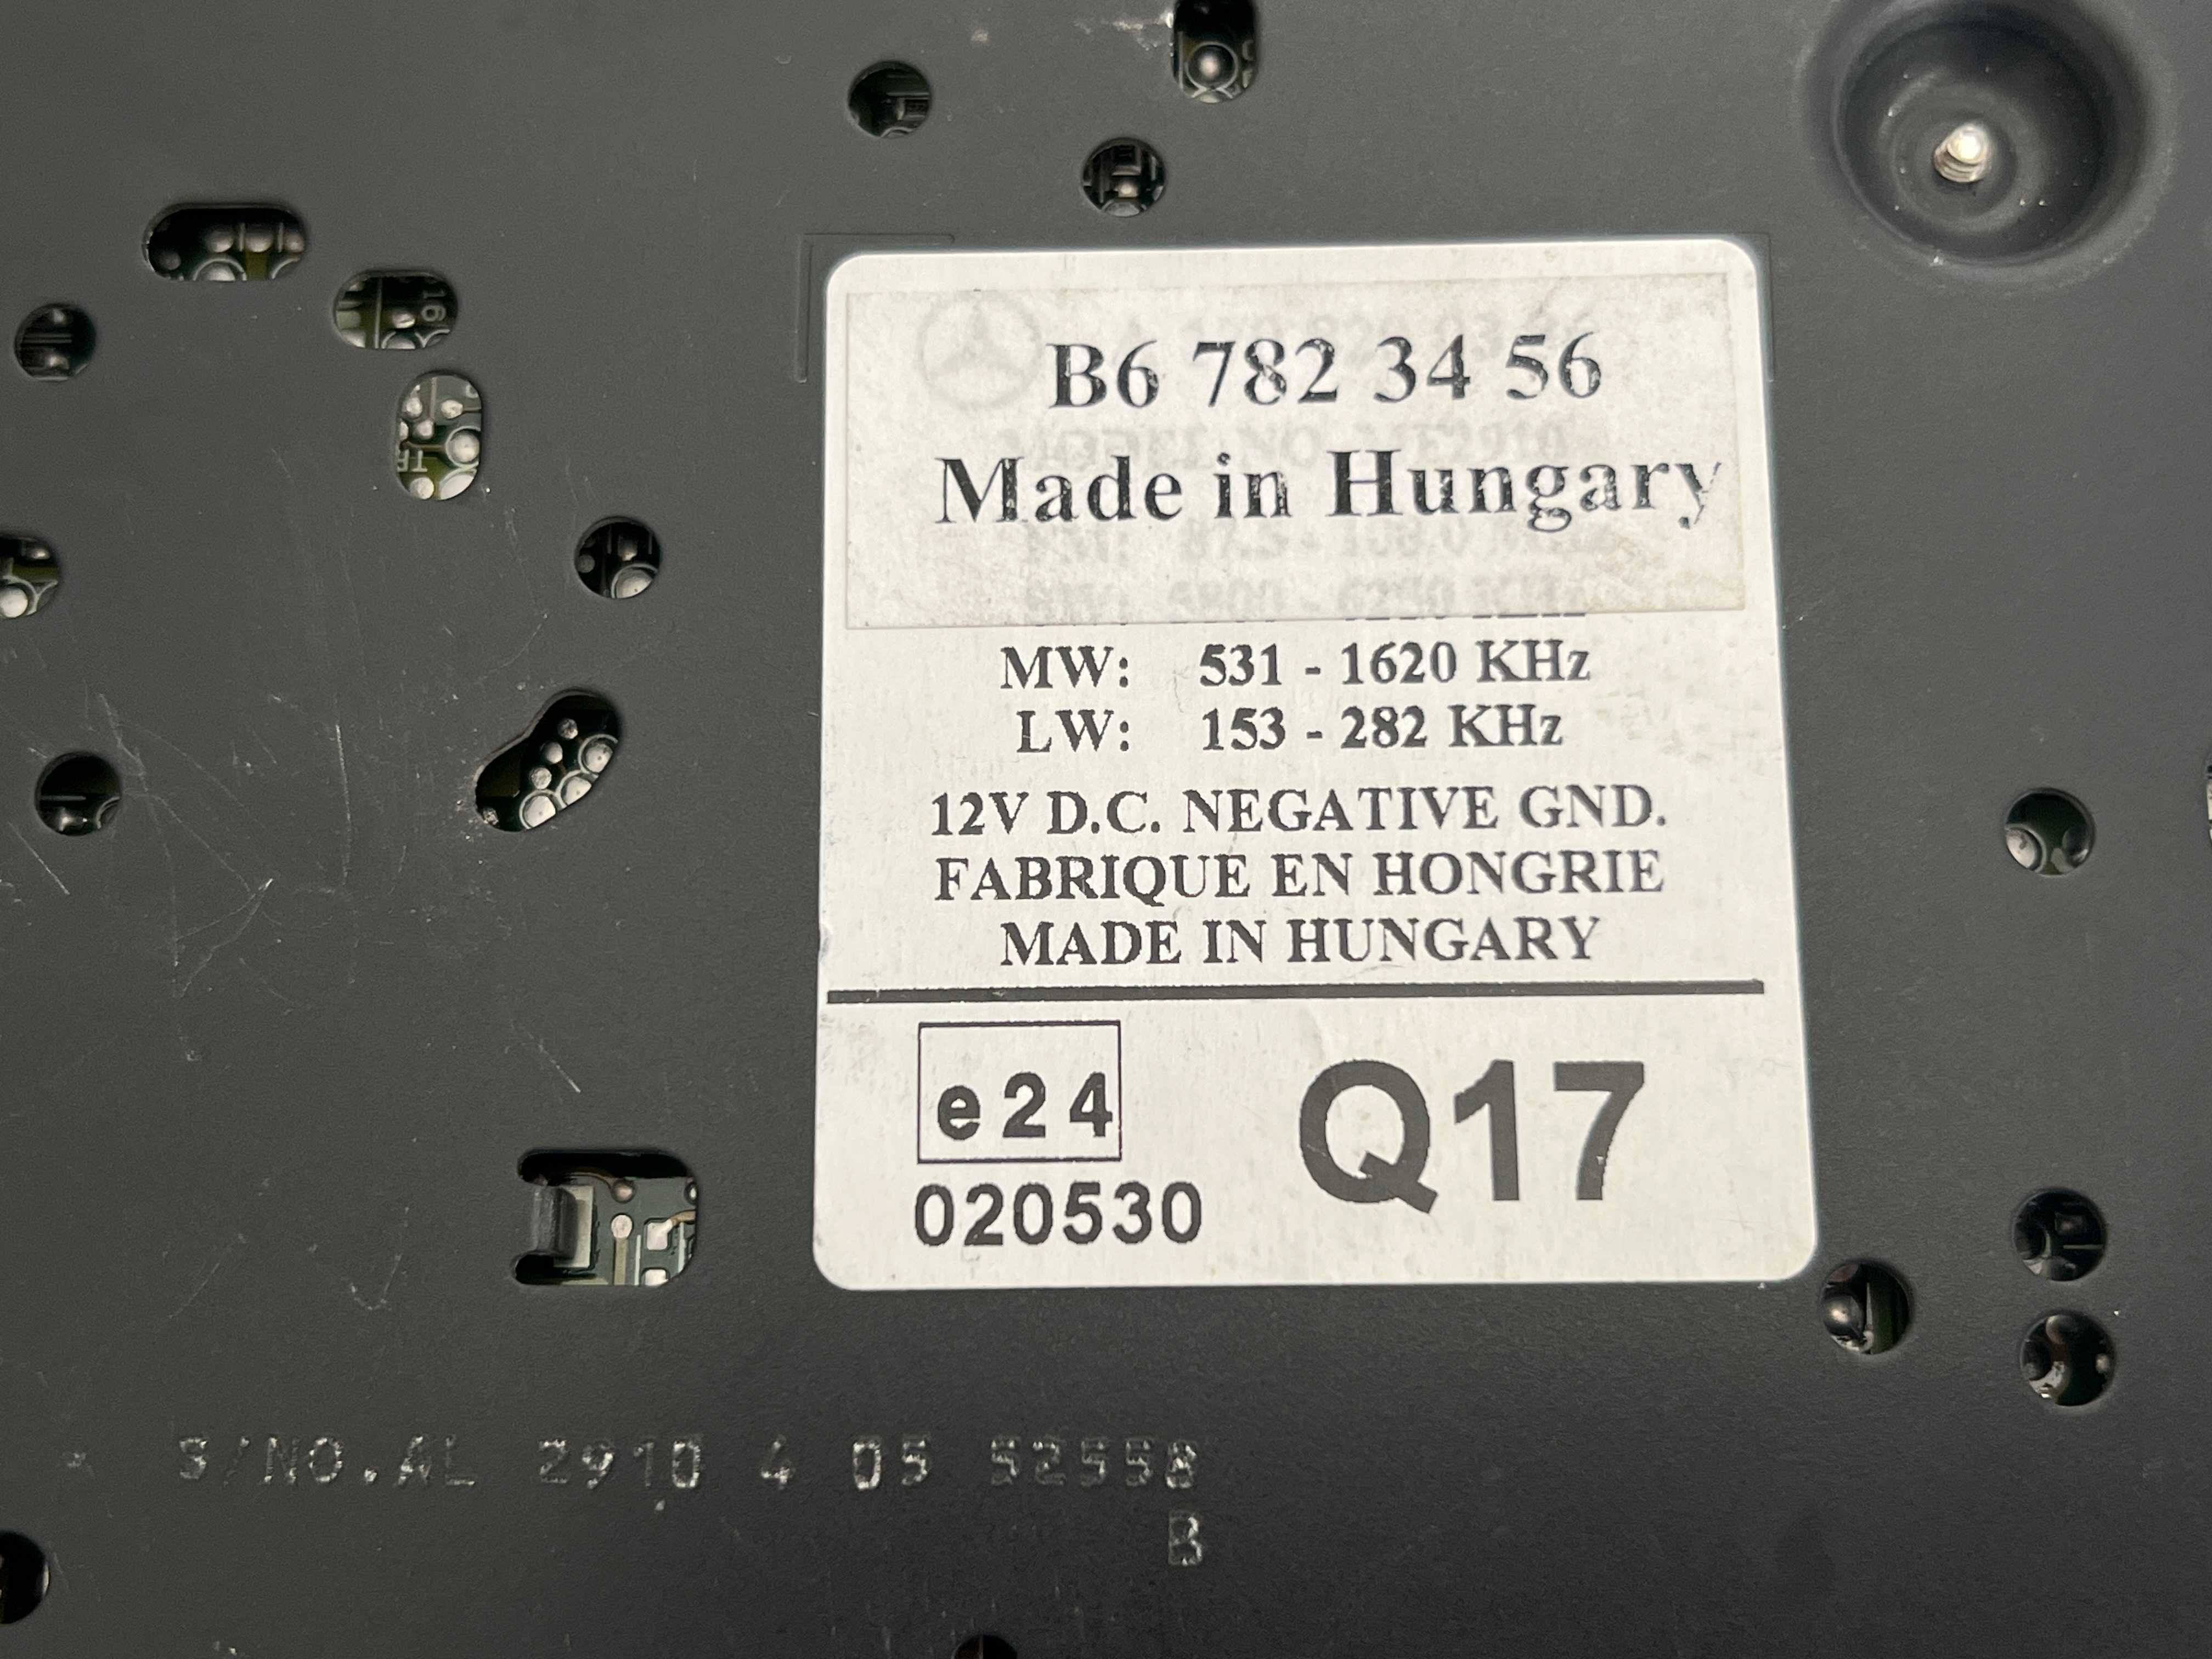 B6 782 34 56
Made in Hungary
MW: 531 - 1620 KHz
LW: 153 - 282 KHz
12V D.C. NEGATIVE GND.
FABRIQUE EN HONGRIE
MADE IN HUNGARY
e24
Q17
020530
S/NO.AL 2910 4 05 52558
B